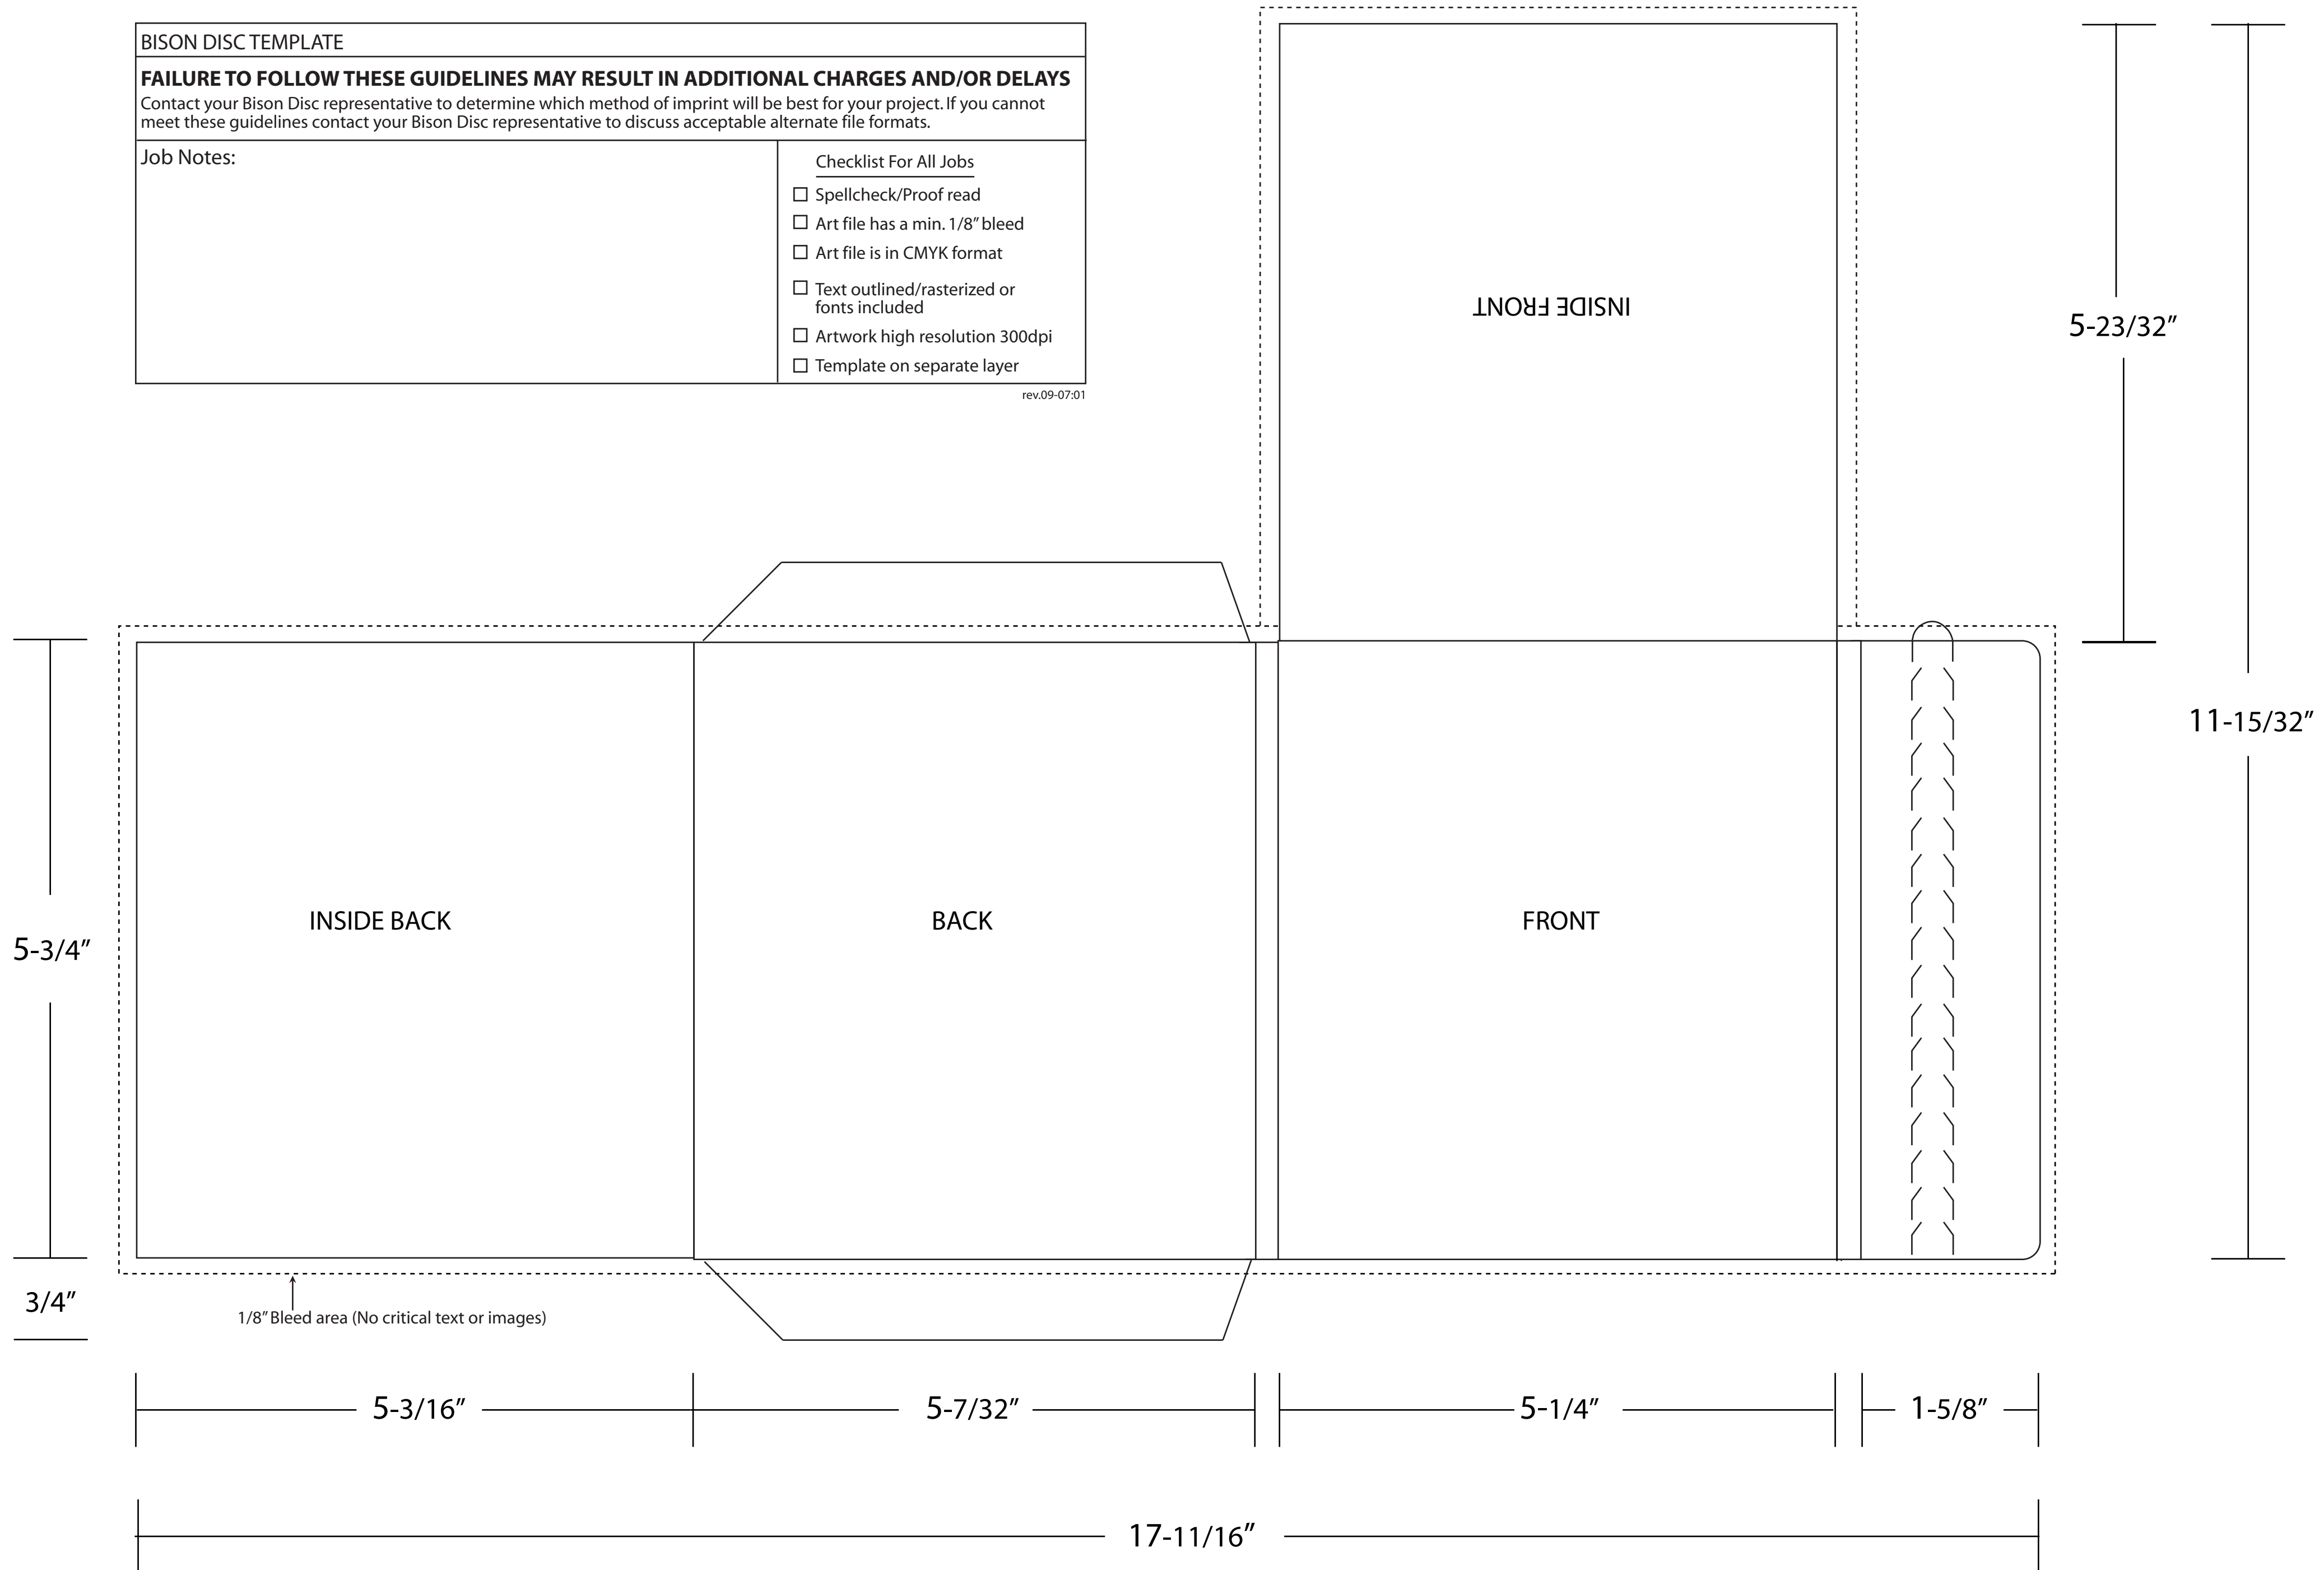 BISON DISC TEMPLATE
FAILURE TO FOLLOW THESE GUIDELINES MAY RESULT IN ADDITIONAL CHARGES AND/OR DELAYS
Contact your Bison Disc representative to determine which method of imprint will be best for your project. If you cannot
meet these guidelines contact your Bison Disc representative to discuss acceptable alternate file formats.
Job Notes:
Checklist For All Jobs
Spellcheck/Proof read
Art file has a min. 1/8” bleed
Art file is in CMYK format
Text outlined/rasterized or
fonts included
Artwork high resolution 300dpi
Template on separate layer
rev.09-07:01
INSIDE FRONT
5-23/32”
11-15/32”
INSIDE BACK
BACK
FRONT
5-3/4”
3/4”
1/8” Bleed area (No critical text or images)
5-3/16”
5-7/32”
5-1/4”
1-5/8”
17-11/16”